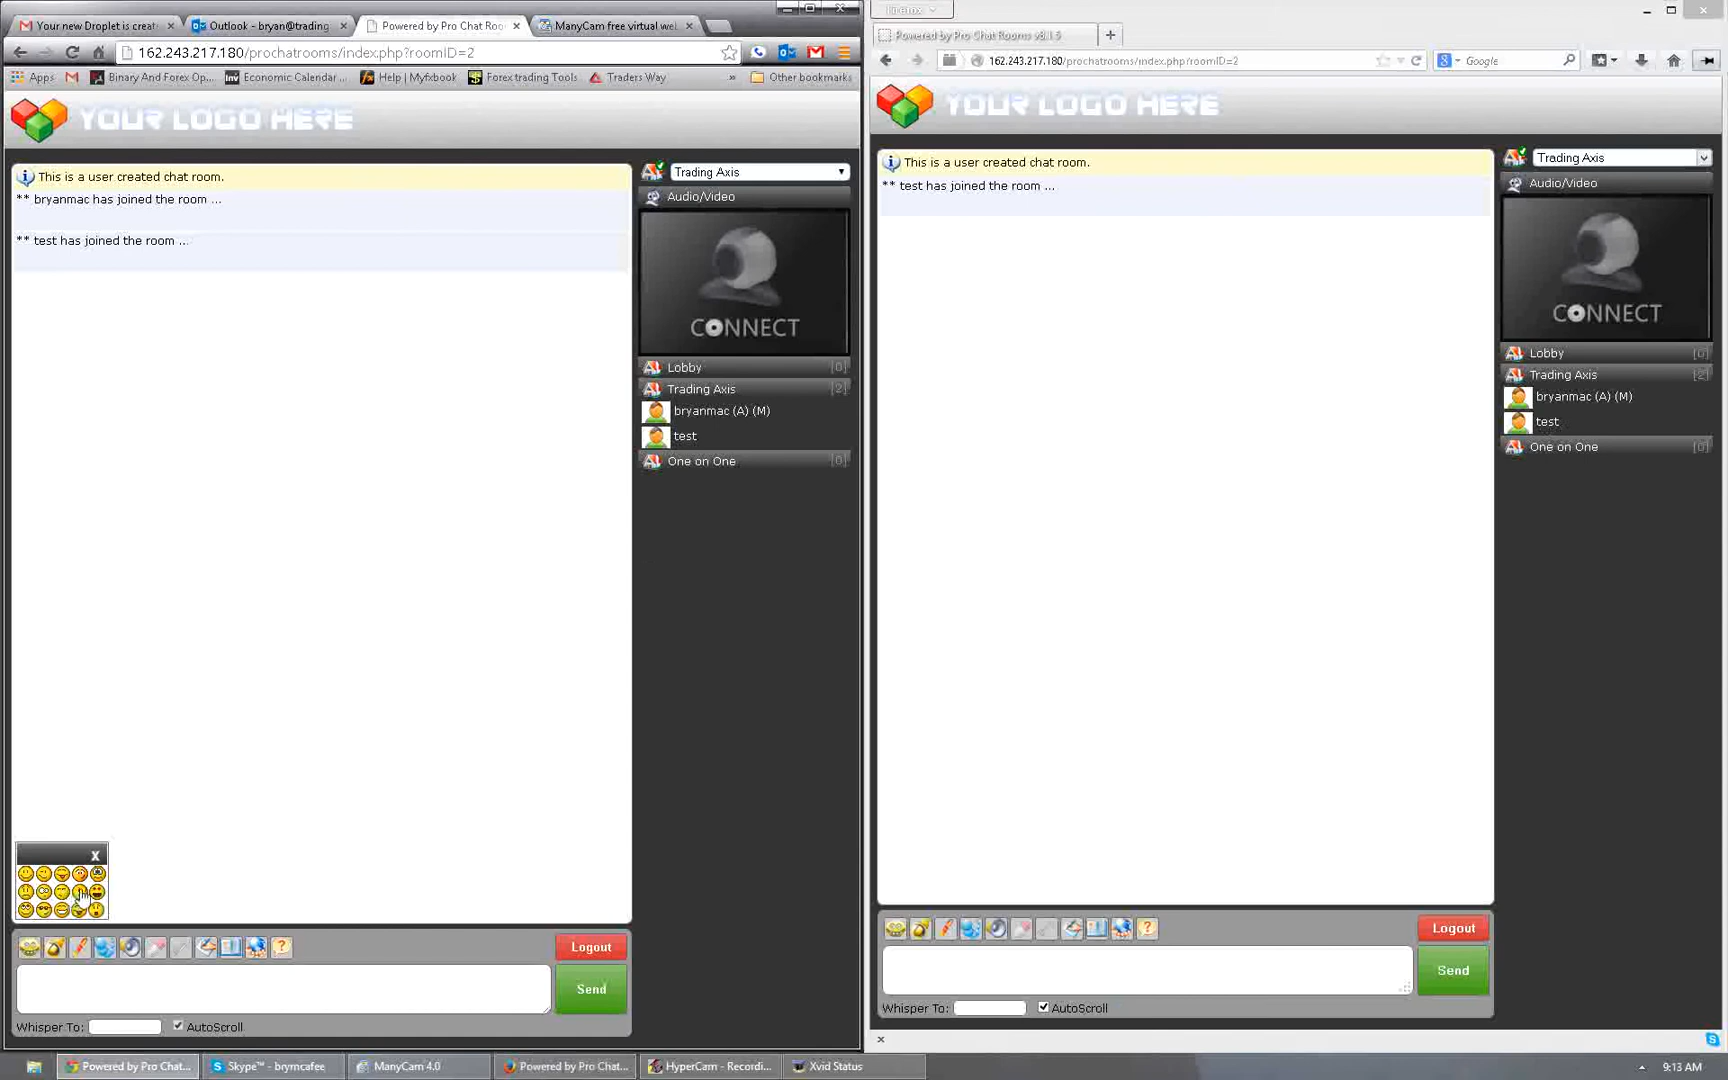 Your new Droplet is creat
Outlook - bryan@trading
Powered by Pro Chat Roo
ManyCam free virtual wel
162.243.217.180/prochatrooms/index.php?roomID=2
Apps
Binary And Forex Op...
Economic Calendar ...
Help | Myfxbook
Forex trading Tools
Traders Way
»
Other bookmarks
YOUR LOGO HERE
This is a user created chat room.
** bryanmac has joined the room ...
** test has joined the room ...
Trading Axis
Audio/Video
CONNECT
Lobby [0]
Trading Axis [2]
bryanmac (A) (M)
test
One on One [0]
X
Logout
Send
Whisper To:
AutoScroll
Firefox
Powered by Pro Chat Rooms v8.1.5
162.243.217.180/prochatrooms/index.php?roomID=2
Google
YOUR LOGO HERE
This is a user created chat room.
** test has joined the room ...
Trading Axis
Audio/Video
CONNECT
Lobby [0]
Trading Axis [2]
bryanmac (A) (M)
test
One on One [0]
Logout
Send
Whisper To:
AutoScroll
Powered by Pro Chat...
Skype™ - brymcafee
ManyCam 4.0
Powered by Pro Chat...
HyperCam - Recordi...
Xvid Status
9:13 AM